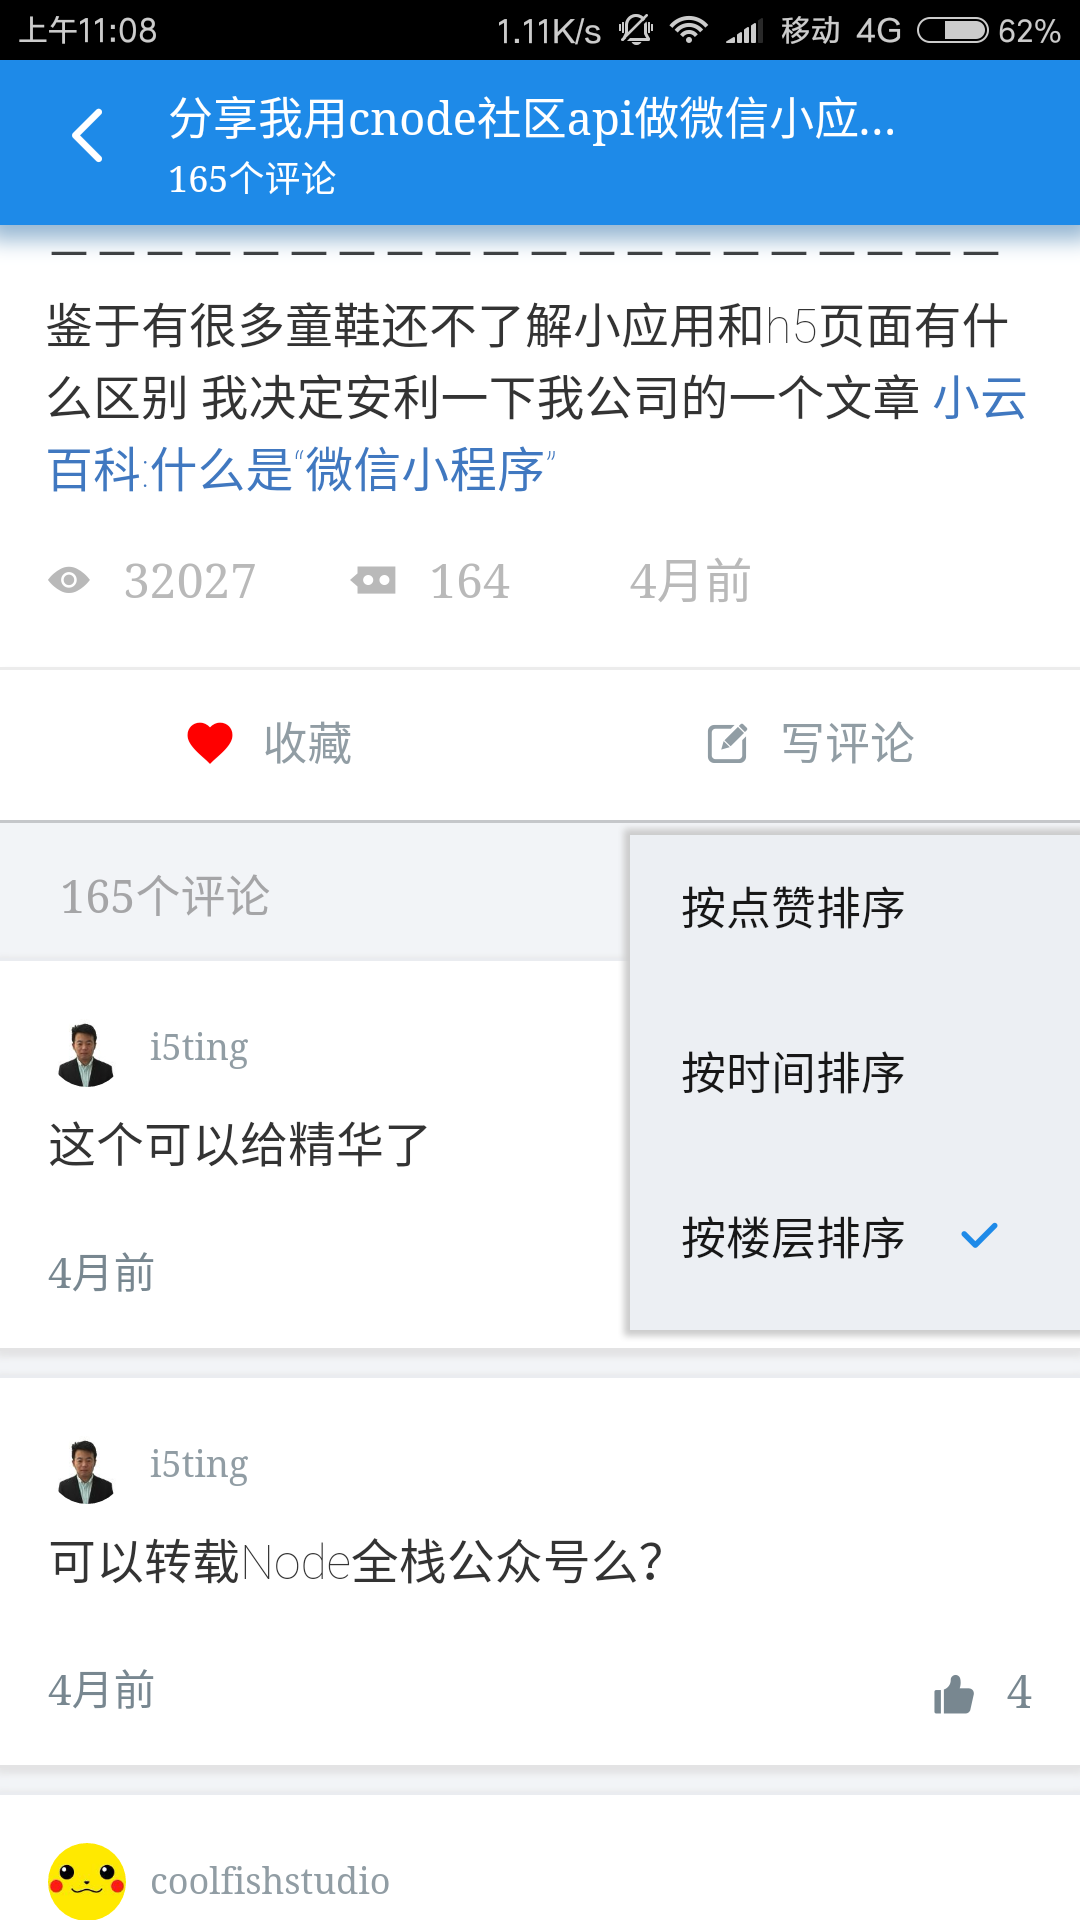 上午11:08 1.11K/s 移动 4G 62%
分享我用cnode社区api做微信小应...
165个评论
鉴于有很多童鞋还不了解小应用和h5页面有什
么区别 我决定安利一下我公司的一个文章 小云
百科:什么是“微信小程序”
32027 164 4月前
收藏 写评论
165个评论
按点赞排序
按时间排序
按楼层排序
i5ting
这个可以给精华了
4月前
i5ting
可以转载Node全栈公众号么？
4月前 4
coolfishstudio